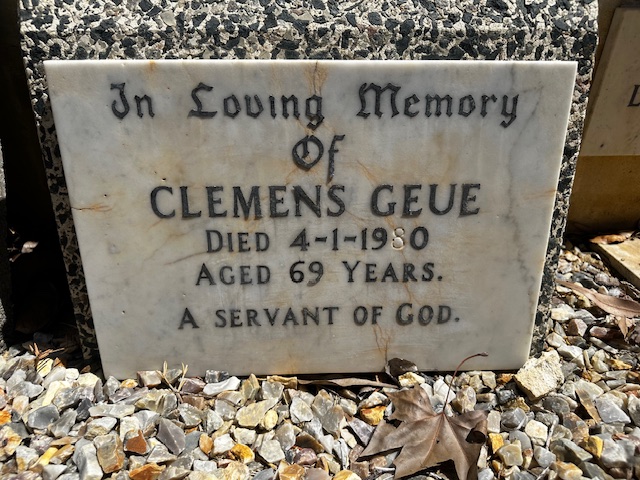 In Loving Memory
Of
CLEMENS GEUE
DIED 4-1-1980
AGED 69 YEARS.
A SERVANT OF GOD.